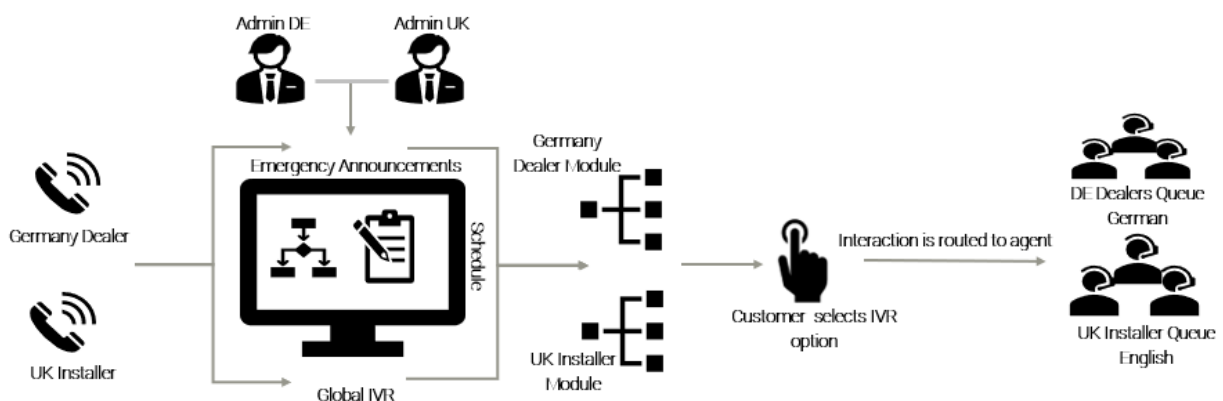 Admin DE
Admin UK
Germany Dealer
UK Installer
Emergency Announcements
Schedule
Global IVR
Germany
Dealer Module
UK Installer
Module
Customer selects IVR
option
Interaction is routed to agent
DE Dealers Queue
German
UK Installer Queue
English